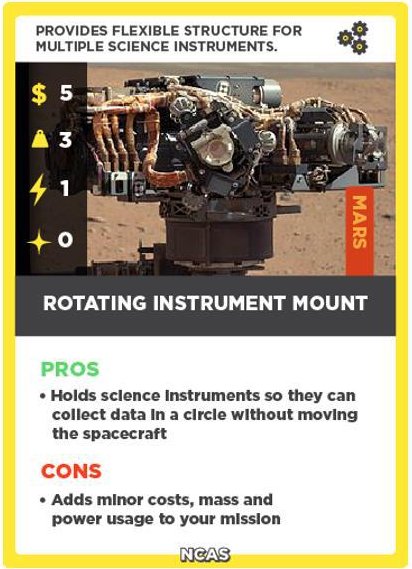 PROVIDES FLEXIBLE STRUCTURE FOR
MULTIPLE SCIENCE INSTRUMENTS.
$ 5
3
1
0
MARS
ROTATING INSTRUMENT MOUNT
PROS
• Holds science instruments so they can
collect data in a circle without moving
the spacecraft
CONS
• Adds minor costs, mass and
power usage to your mission
NCAS